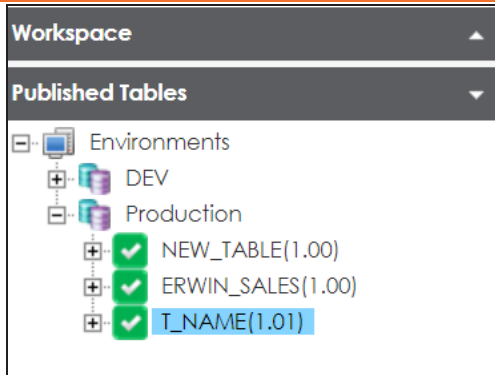 Workspace
Published Tables
Environments
DEV
Production
NEW_TABLE(1.00)
ERWIN_SALES(1.00)
T_NAME(1.01)